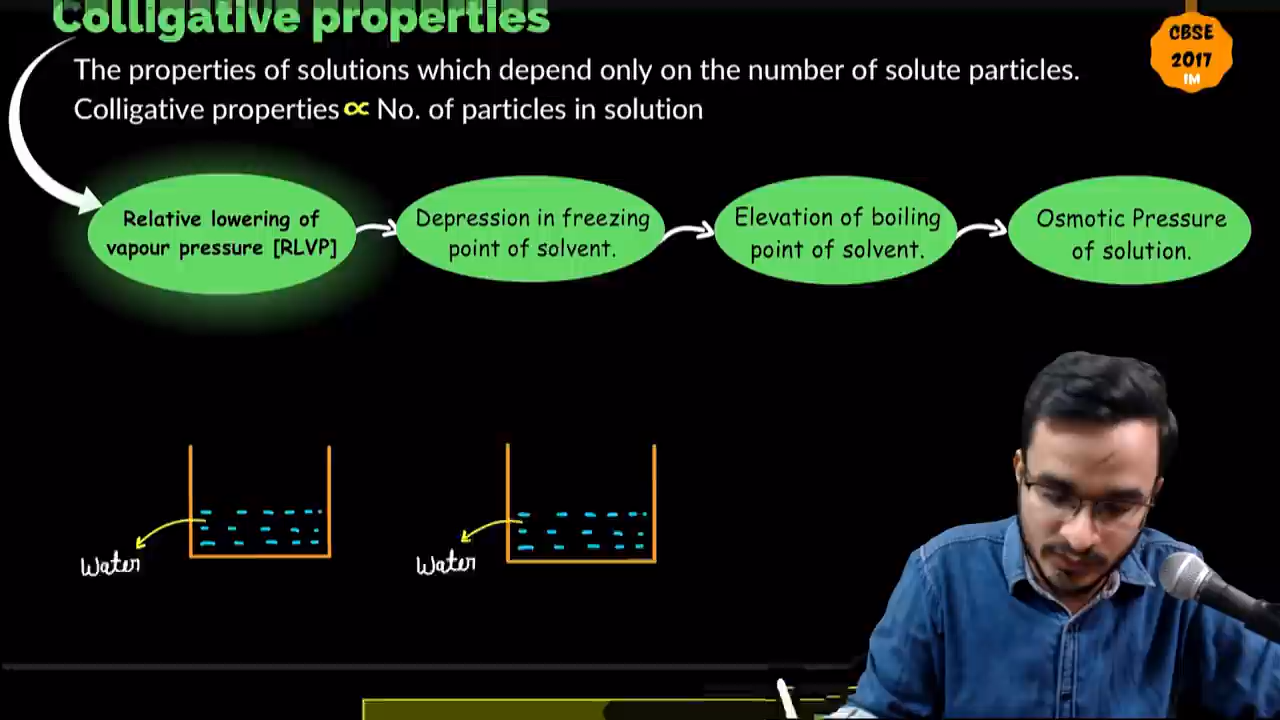 Colligative properties
CBSE
2017
1M
The properties of solutions which depend only on the number of solute particles.
Colligative properties ∝ No. of particles in solution
Relative lowering of
vapour pressure [RLVP]
Depression in freezing
point of solvent.
Elevation of boiling
point of solvent.
Osmotic Pressure
of solution.
Water
Water